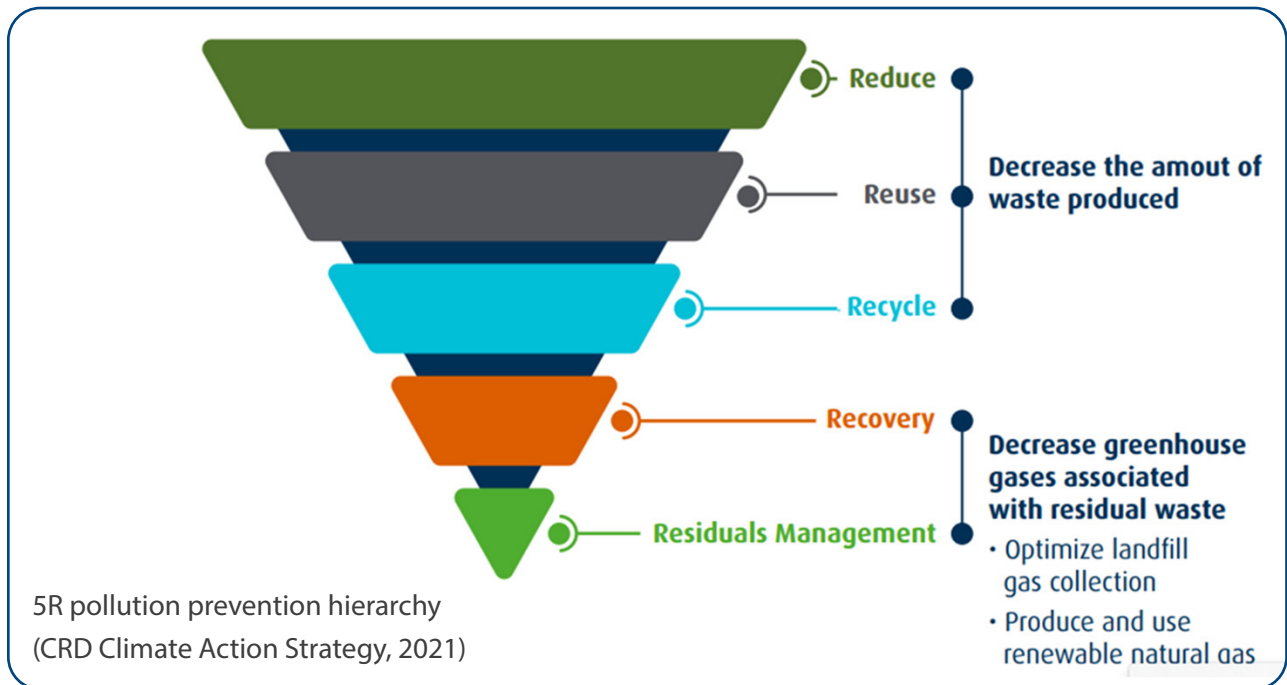 Reduce
Reuse
Recycle
Decrease the amout of
waste produced
Recovery
Residuals Management
Decrease greenhouse
gases associated
with residual waste
• Optimize landfill
gas collection
• Produce and use
renewable natural gas
5R pollution prevention hierarchy
(CRD Climate Action Strategy, 2021)